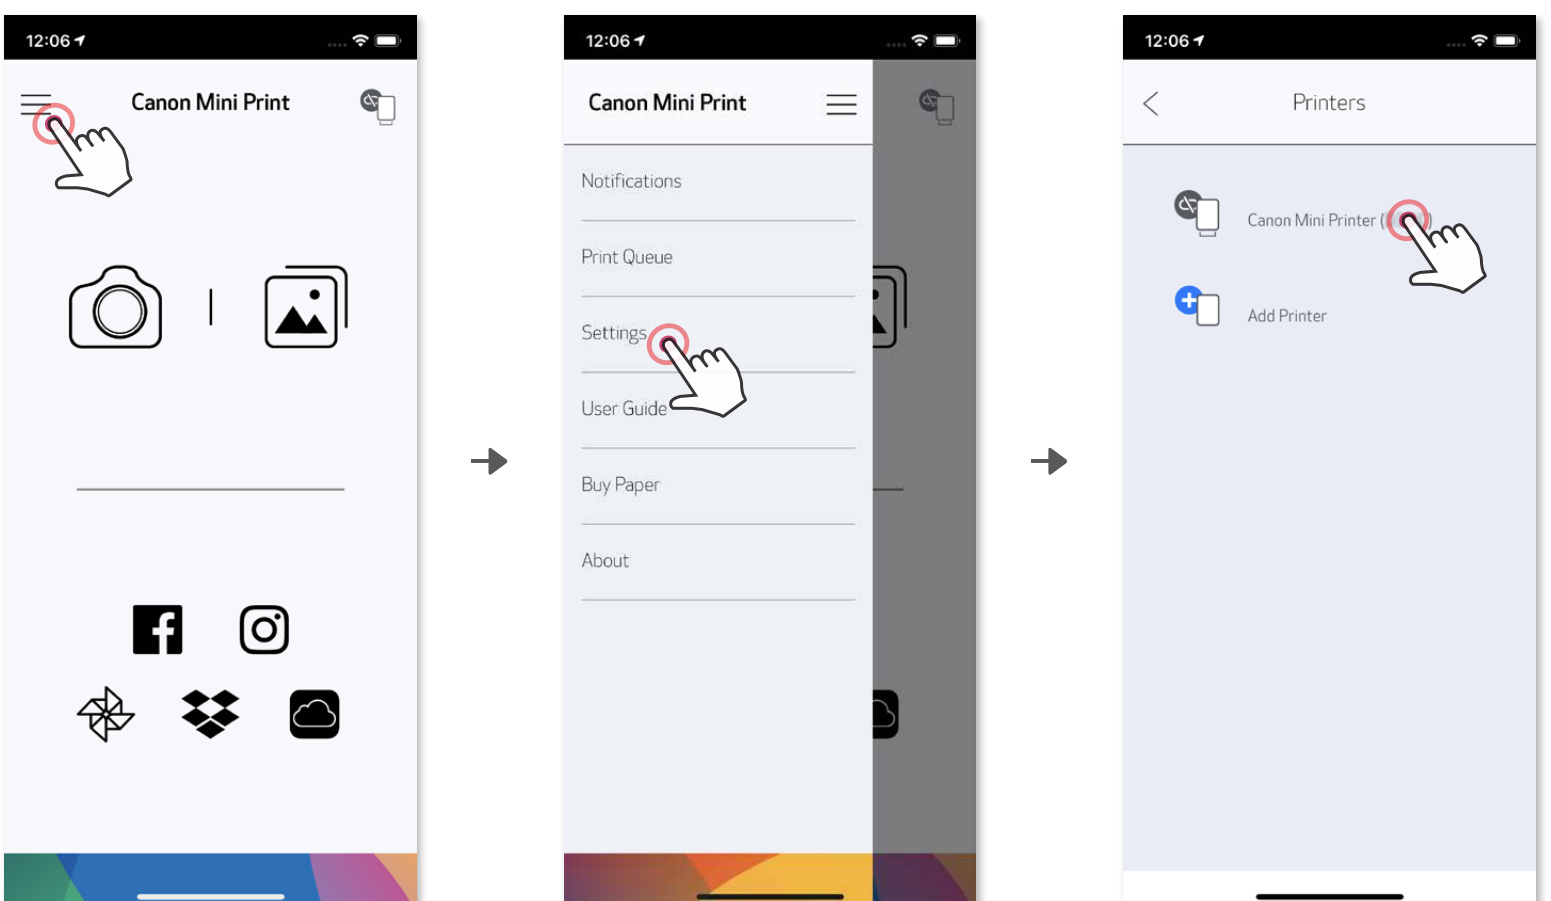 12:06
Canon Mini Print
12:06
Canon Mini Print
Notifications
Print Queue
Settings
User Guide
Buy Paper
About
12:06
Printers
Canon Mini Printer ( )
Add Printer